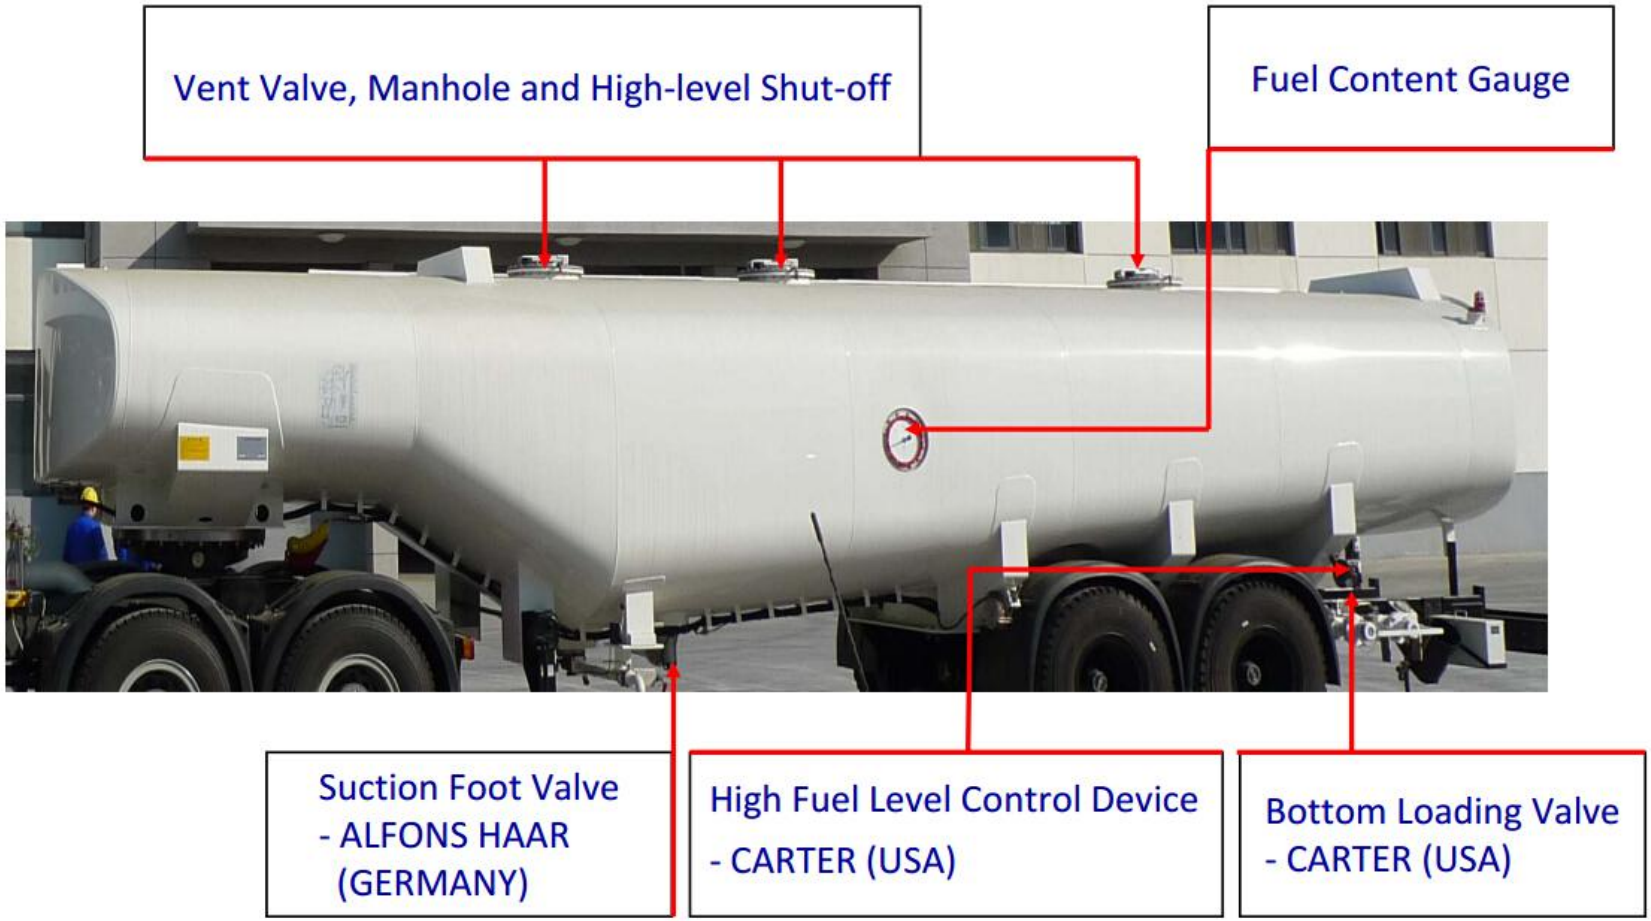 Vent Valve, Manhole and High-level Shut-off
Fuel Content Gauge
Suction Foot Valve
- ALFONS HAAR
(GERMANY)
High Fuel Level Control Device
- CARTER (USA)
Bottom Loading Valve
- CARTER (USA)